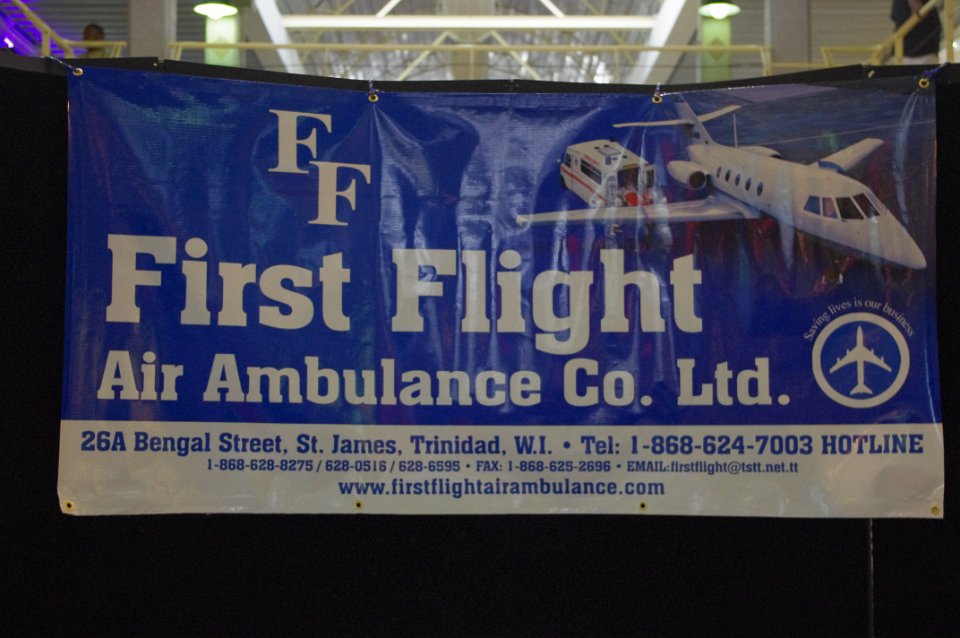 FF
First Flight
Air Ambulance Co. Ltd.
Saving lives is our business
26A Bengal Street, St. James, Trinidad, W.I. • Tel: 1-868-624-7003 HOTLINE
1-868-628-8275 / 628-0516 / 628-6595 • FAX: 1-868-625-2696 • EMAIL:firstflight@tstt.net.tt
www.firstflightairambulance.com